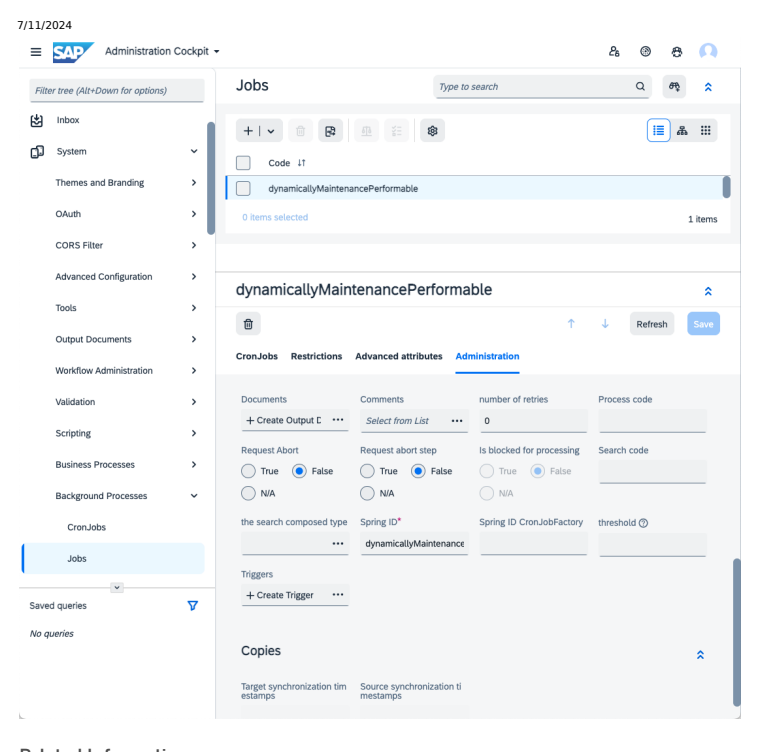 7/11/2024
SAP Administration Cockpit
Filter tree (Alt+Down for options)
Inbox
System
Themes and Branding
OAuth
CORS Filter
Advanced Configuration
Tools
Output Documents
Workflow Administration
Validation
Scripting
Business Processes
Background Processes
CronJobs
Jobs
Saved queries
No queries
Jobs
Type to search
Code
dynamicallyMaintenancePerformable
0 items selected
1 items
dynamicallyMaintenancePerformable
Refresh Save
CronJobs Restrictions Advanced attributes Administration
Documents Comments number of retries Process code
+ Create Output D ••• Select from List ••• 0
Request Abort Request abort step Is blocked for processing Search code
True False True False True False
N/A N/A N/A
the search composed type Spring ID* Spring ID CronJobFactory threshold
••• dynamicallyMaintenance
Triggers
+ Create Trigger •••
Copies
Target synchronization tim Source synchronization ti
estamps mestamps